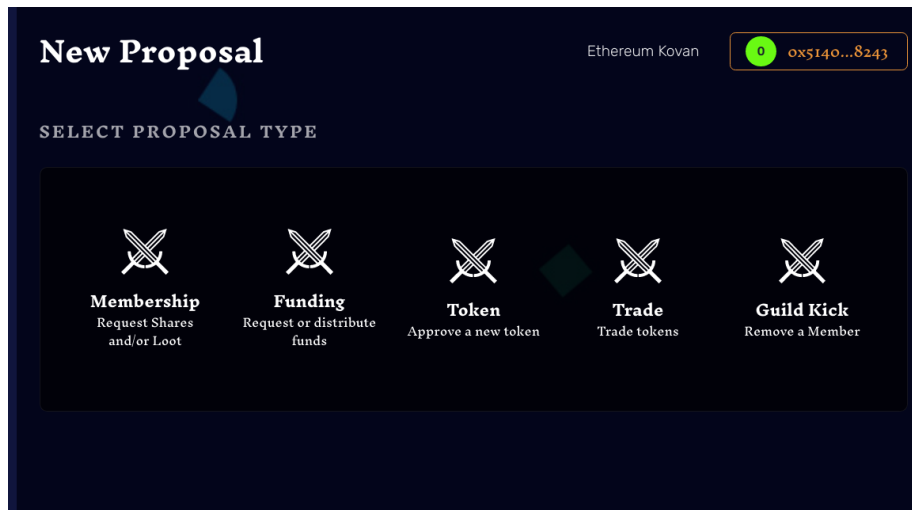 New Proposal
Ethereum Kovan
0
0x5140...8243
SELECT PROPOSAL TYPE
Membership
Request Shares
and/or Loot
Funding
Request or distribute
funds
Token
Approve a new token
Trade
Trade tokens
Guild Kick
Remove a Member